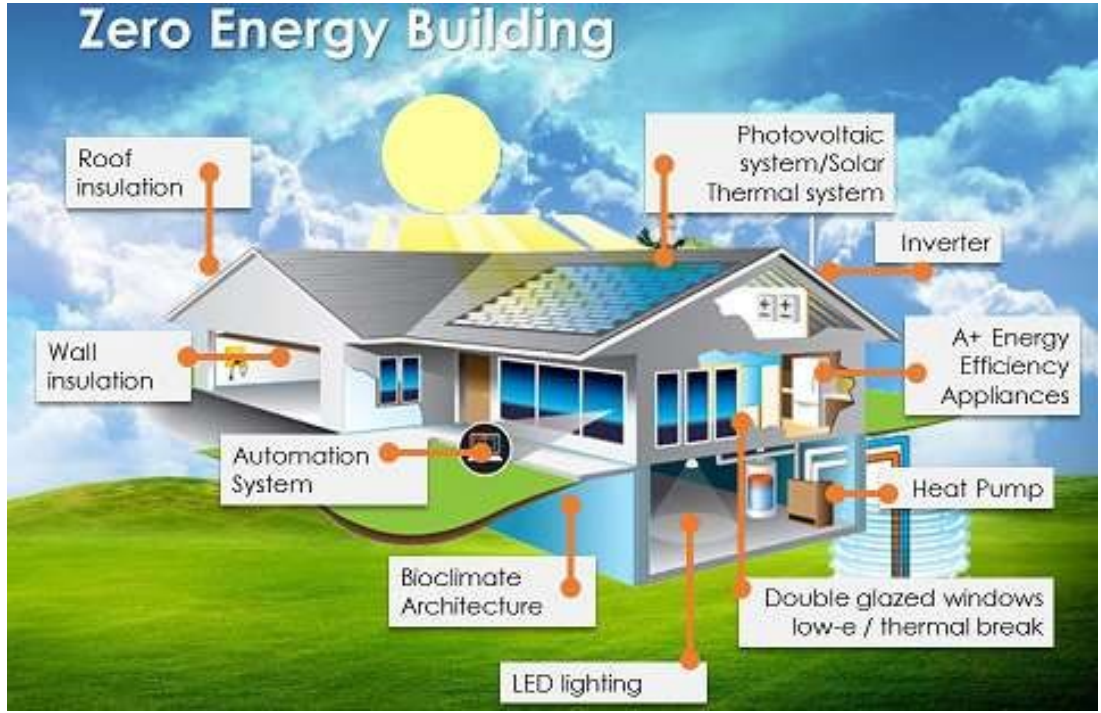 Zero Energy Building
Roof
insulation
Photovoltaic
system/Solar
Thermal system
Inverter
Wall
insulation
A+ Energy
Efficiency
Appliances
Automation
System
Heat Pump
Bioclimate
Architecture
Double glazed windows
low-e / thermal break
LED lighting